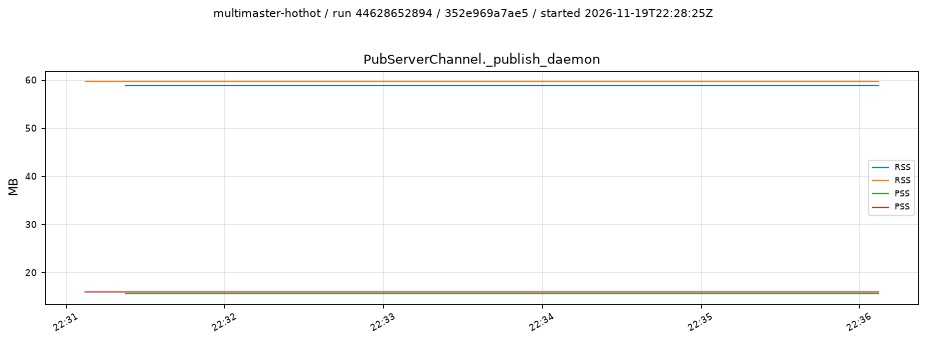 multimaster-hothot / run 44628652894 / 352e969a7ae5 / started 2026-11-19T22:28:25Z
PubServerChannel._publish_daemon
MB
60
50
40
30
20
RSS
RSS
PSS
PSS
22:31
22:32
22:33
22:34
22:35
22:36